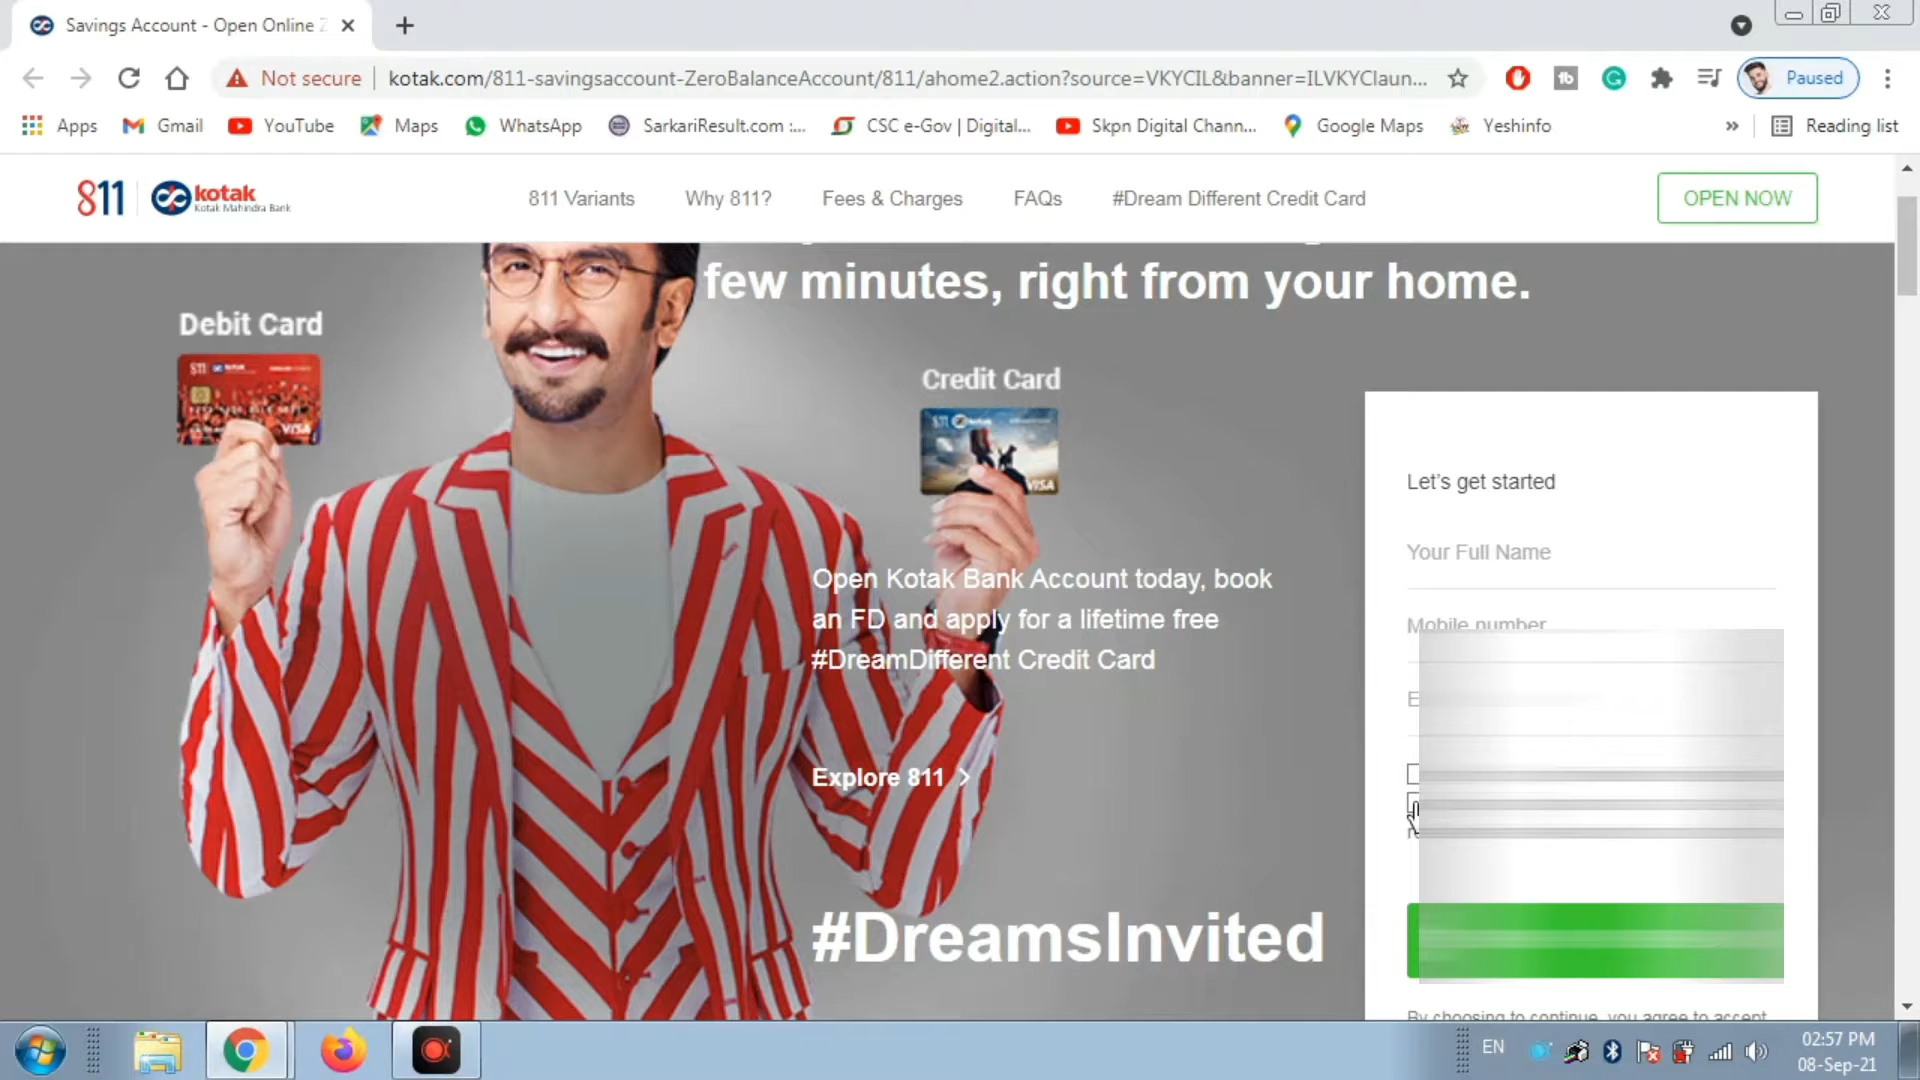 Savings Account - Open Online Z
Not secure
kotak.com/811-savingsaccount-ZeroBalanceAccount/811/ahome2.action?source=VKYCIL&banner=ILVKYClaun...
Paused
Apps
Gmail
YouTube
Maps
WhatsApp
SarkariResult.com :...
CSC e-Gov | Digital...
Skpn Digital Chann...
Google Maps
Yeshinfo
»
Reading list
811
kotak
Kotak Mahindra Bank
811 Variants
Why 811?
Fees & Charges
FAQs
#Dream Different Credit Card
OPEN NOW
few minutes, right from your home.
Debit Card
811 kotak
VISA
Credit Card
811
VISA
Open Kotak Bank Account today, book
an FD and apply for a lifetime free
#DreamDifferent Credit Card
Explore 811
#DreamsInvited
Let's get started
Your Full Name
Mobile number
By choosing to continue, you agree to accept
EN
02:57 PM
08-Sep-21